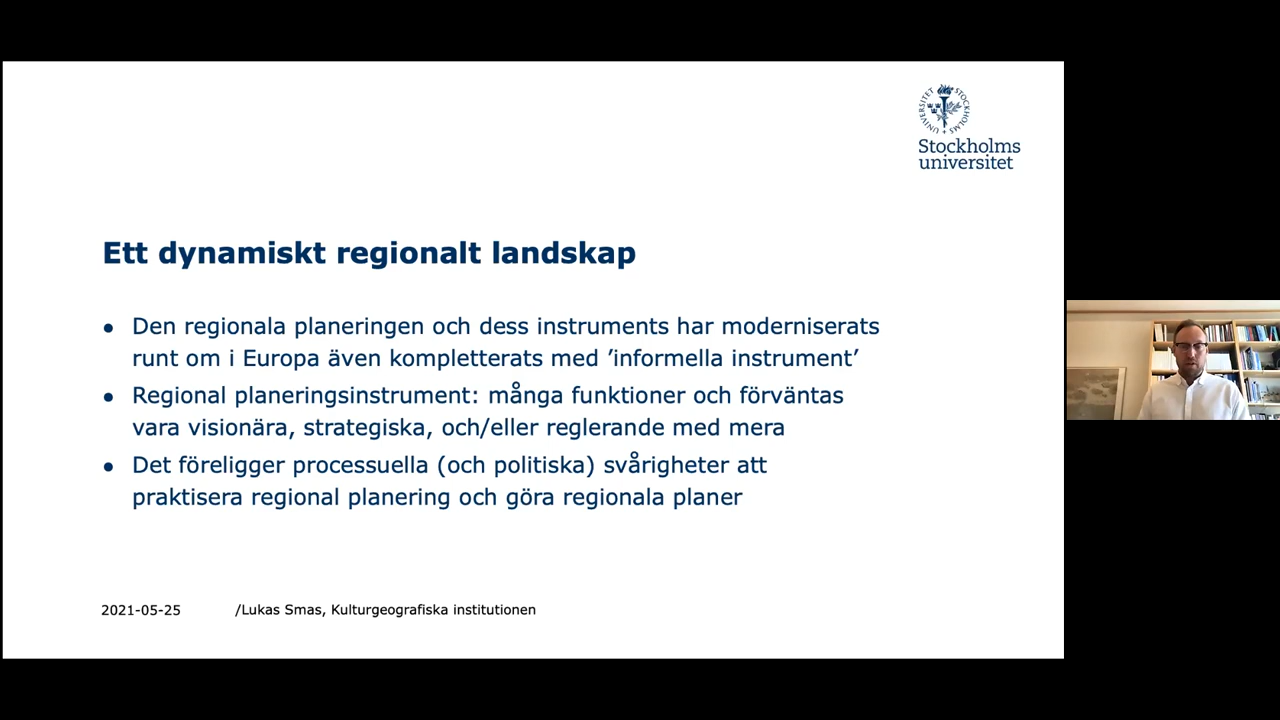 STOCKHOLMS UNIVERSITET
Stockholms
universitet
Ett dynamiskt regionalt landskap
● Den regionala planeringen och dess instruments har moderniserats
runt om i Europa även kompletterats med ’informella instrument’
● Regional planeringsinstrument: många funktioner och förväntas
vara visionära, strategiska, och/eller reglerande med mera
● Det föreligger processuella (och politiska) svårigheter att
praktisera regional planering och göra regionala planer
2021-05-25 /Lukas Smas, Kulturgeografiska institutionen